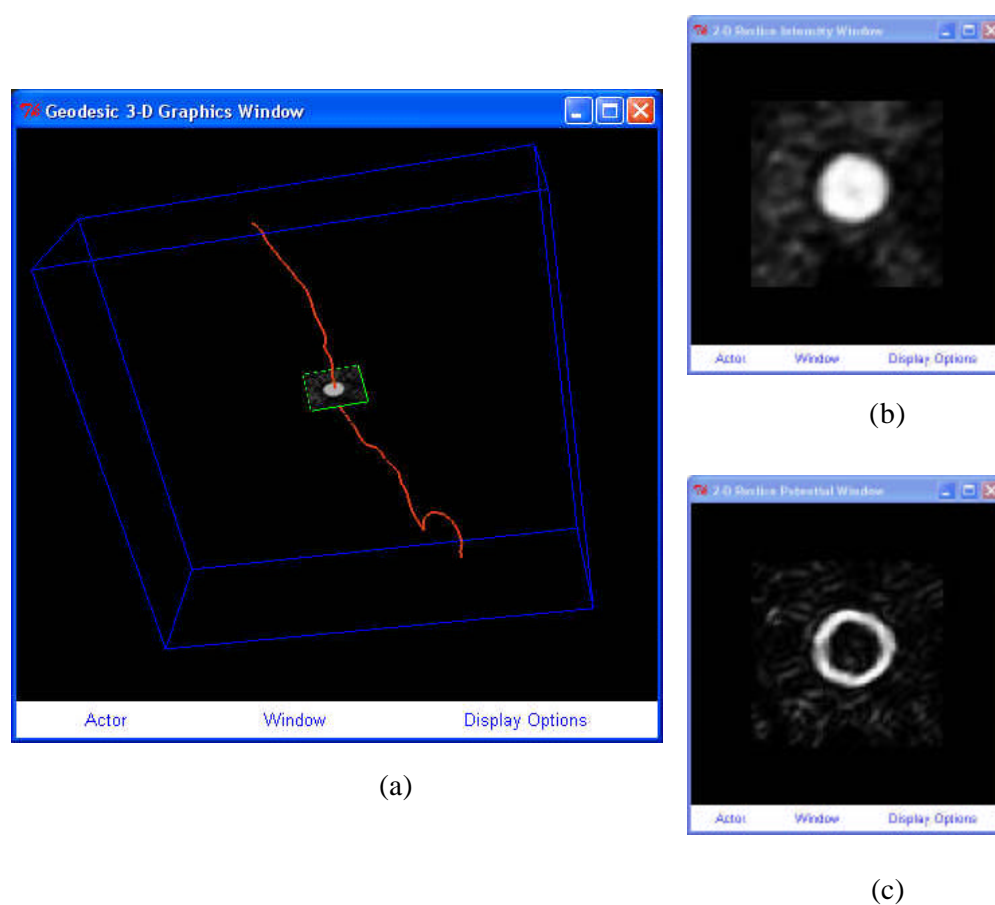 Geodesic 3-D Graphics Window
Actor Window Display Options
(a)
2-D Reslice Intensity Window
Actor Window Display Options
(b)
2-D Reslice Potential Window
Actor Window Display Options
(c)